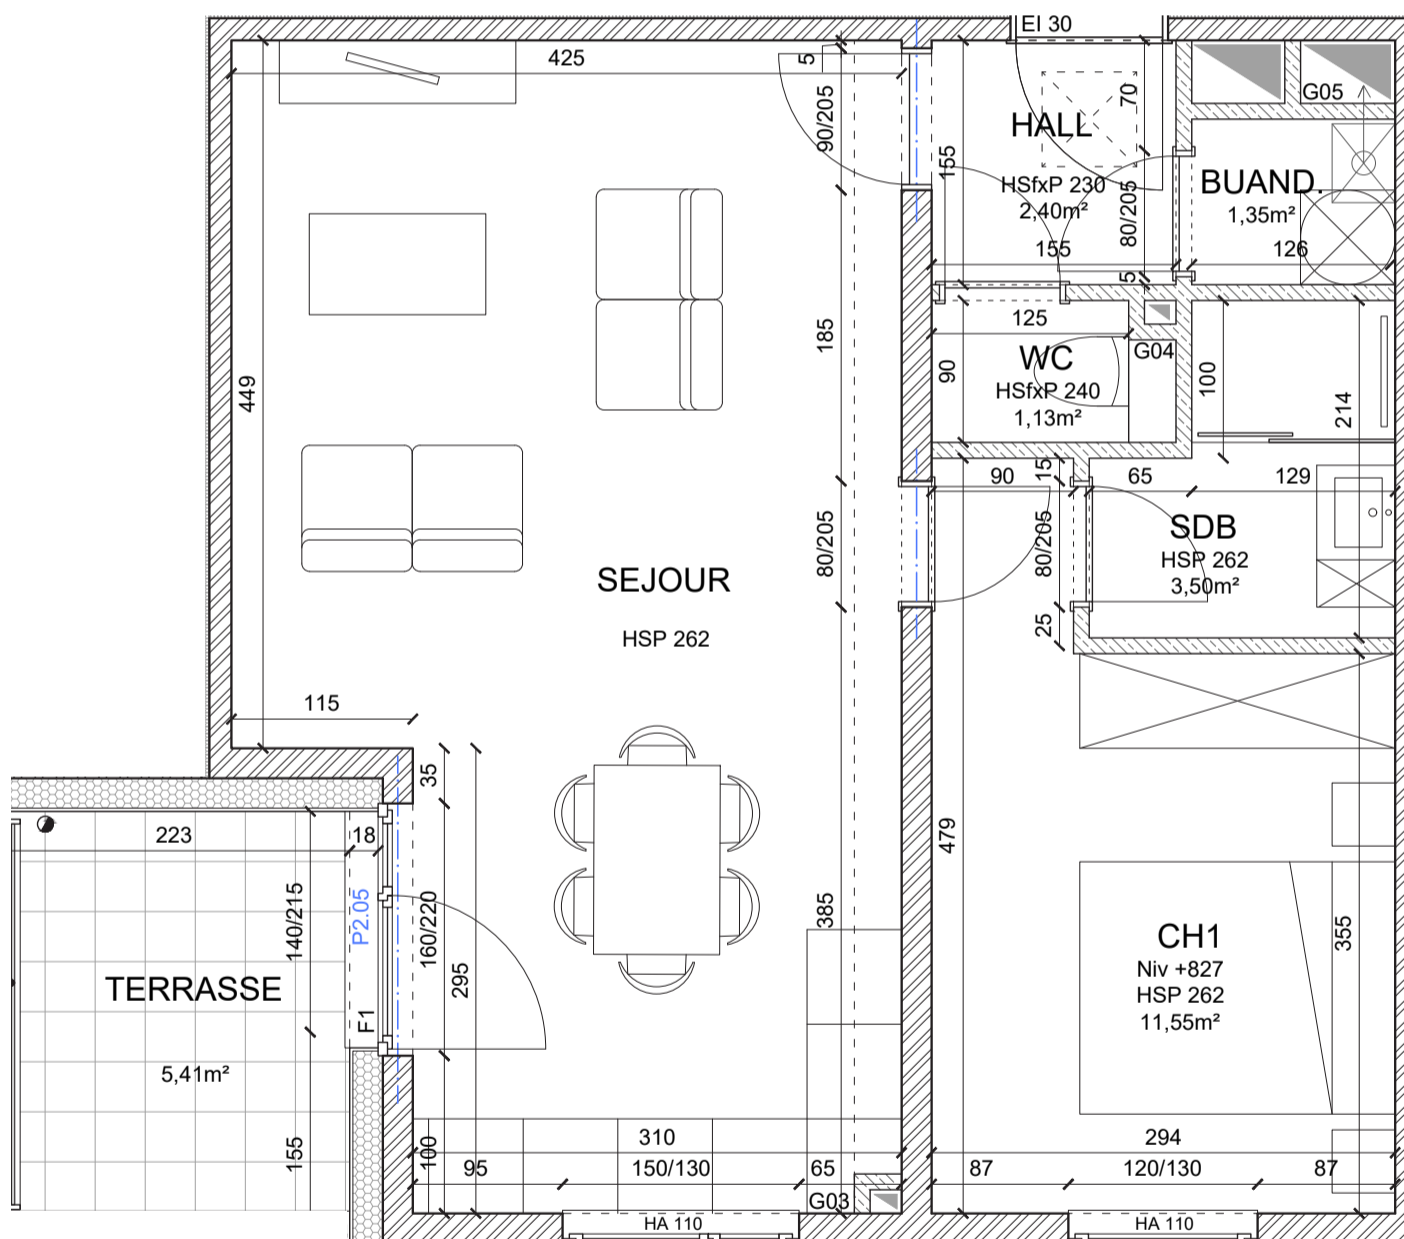 EI 30
425
5
90/205
155
70
HALL
HSfxP 230
2,40m²
80/205
155
5
G05
BUAND.
1,35m²
126
449
185
125
WC
HSfxP 240
1,13m²
90
G04
100
214
90
15
65
129
80/205
80/205
25
SDB
HSP 262
3,50m²
SEJOUR
HSP 262
115
35
223
18
140/215
P2.05
160/220
295
F1
TERRASSE
5,41m²
155
100
385
479
CH1
Niv +827
HSP 262
11,55m²
355
310
95
150/130
65
G03
HA 110
294
87
120/130
87
HA 110